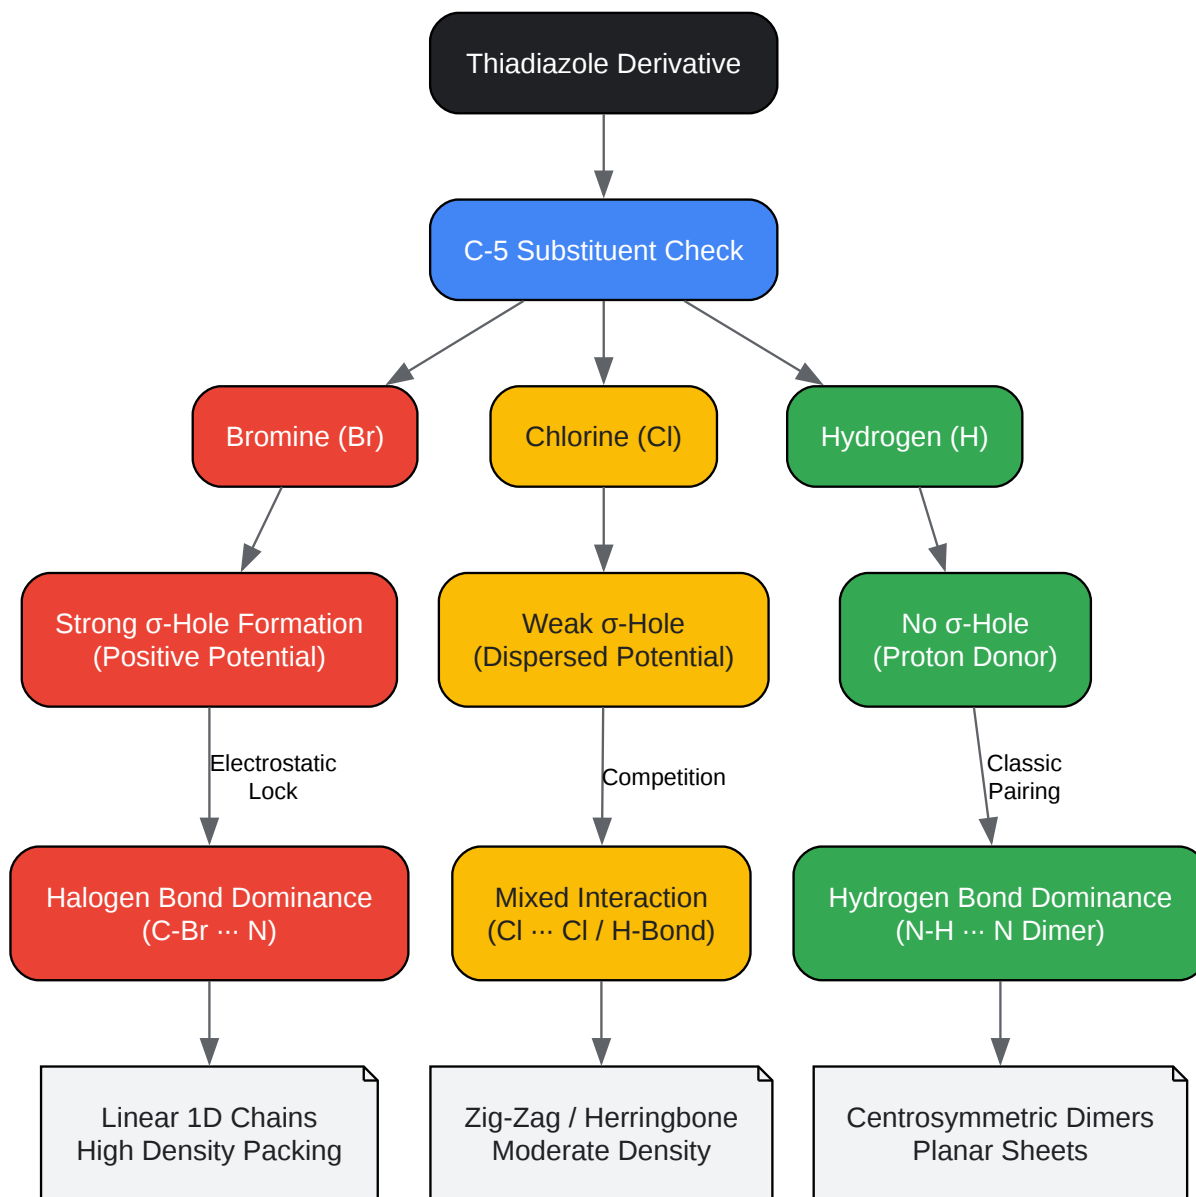 Thiadiazole Derivative
C-5 Substituent Check
Bromine (Br)
Chlorine (Cl)
Hydrogen (H)
Strong σ-Hole Formation
(Positive Potential)
Weak σ-Hole
(Dispersed Potential)
No σ-Hole
(Proton Donor)
Electrostatic
Lock
Competition
Classic
Pairing
Halogen Bond Dominance
(C-Br ··· N)
Mixed Interaction
(Cl ··· Cl / H-Bond)
Hydrogen Bond Dominance
(N-H ··· N Dimer)
Linear 1D Chains
High Density Packing
Zig-Zag / Herringbone
Moderate Density
Centrosymmetric Dimers
Planar Sheets